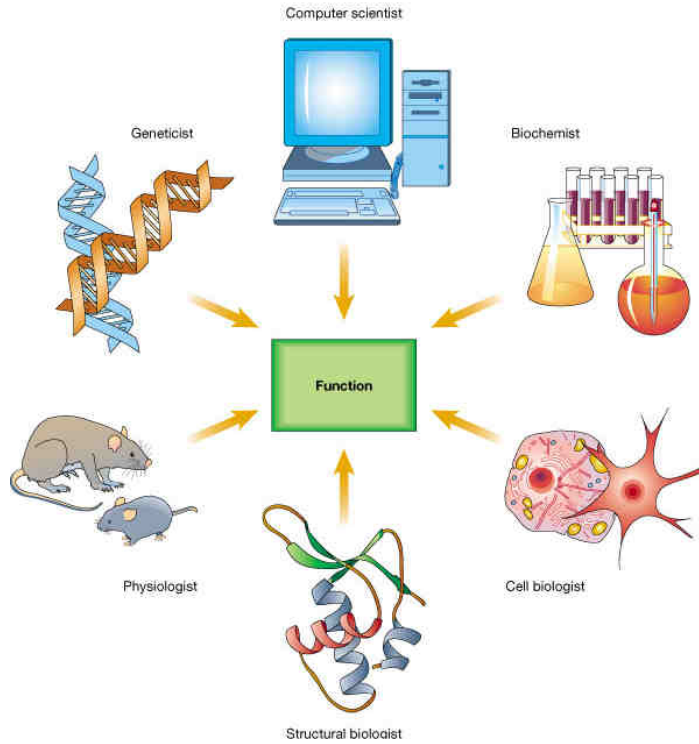 Computer scientist
Geneticist
Biochemist
Function
Physiologist
Cell biologist
Structural biologist